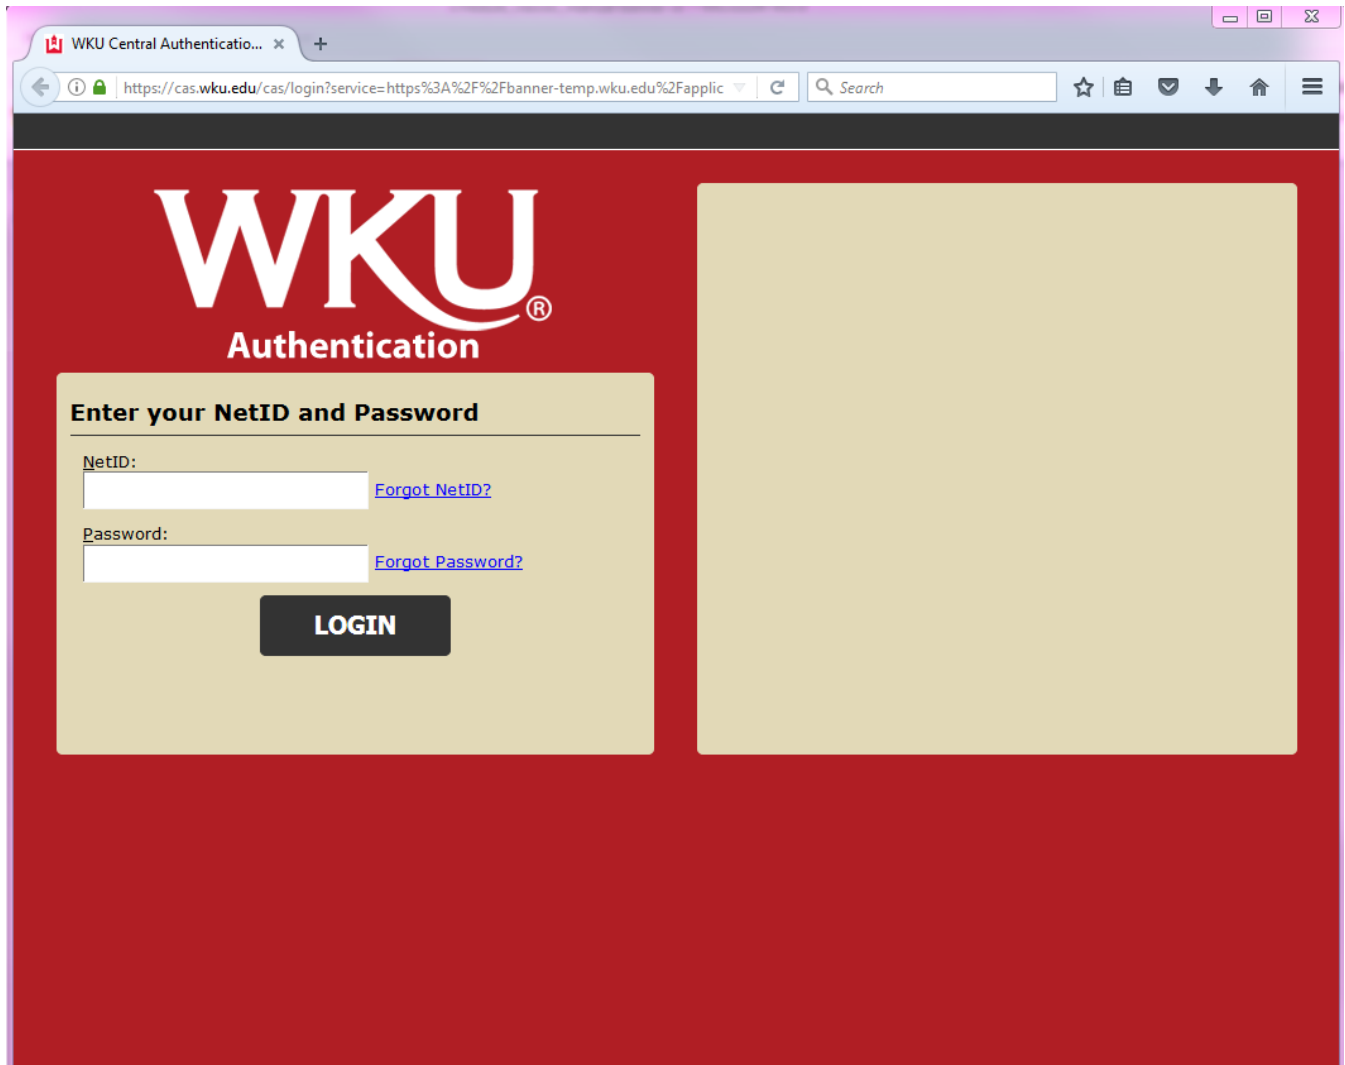 WKU Central Authenticatio...
https://cas.wku.edu/cas/login?service=https%3A%2F%2Fbanner-temp.wku.edu%2Fapplic
Search
WKU®
Authentication
Enter your NetID and Password
NetID:
Forgot NetID?
Password:
Forgot Password?
LOGIN